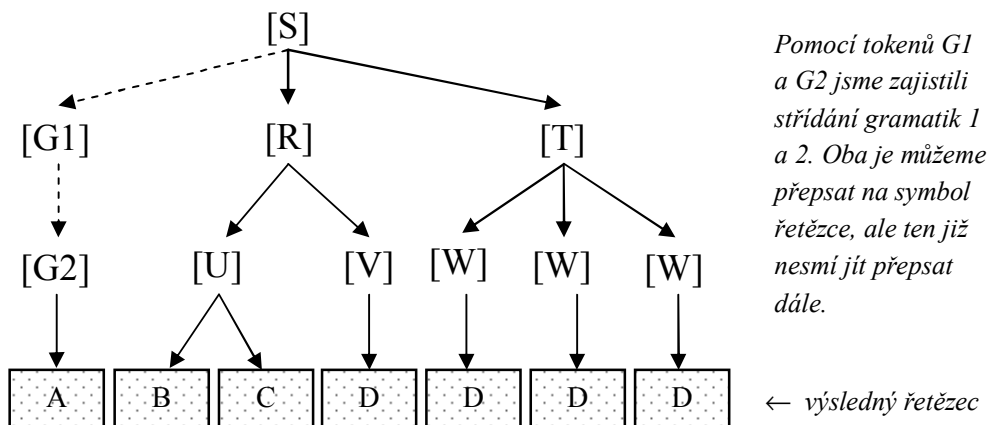 [S]
[G1] [R] [T]
[G2] [U] [V] [W] [W] [W]
A B C D D D D
Pomocí tokenů G1
a G2 jsme zajistili
střídání gramatik 1
a 2. Oba je můžeme
přepsat na symbol
řetězce, ale ten již
nesmí jít přepsat
dále.
← výsledný řetězec